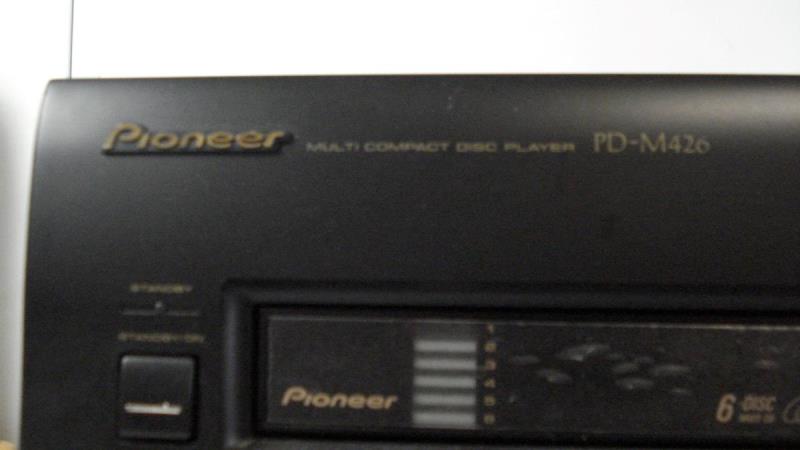 Pioneer MULTI COMPACT DISC PLAYER PD-M426
STANDBY
STANDBY/ON
1
2
3
4
5
6
Pioneer
6-DISC